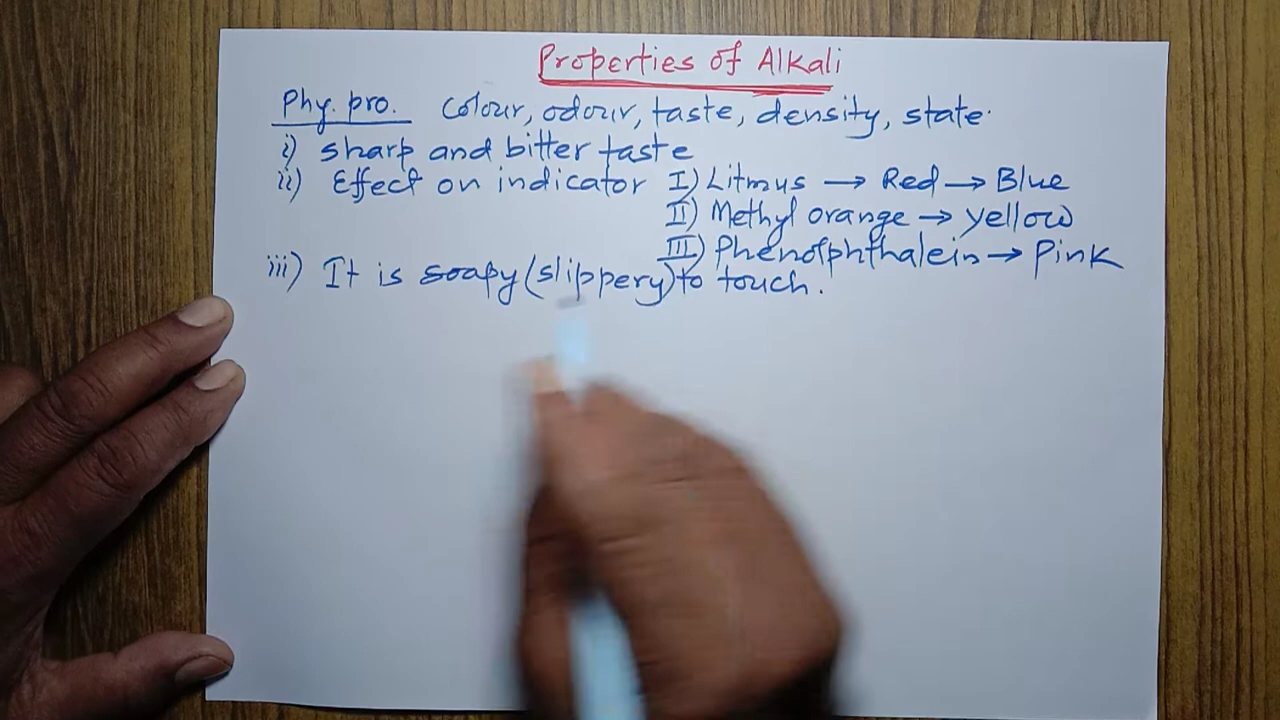 Properties of Alkali
Phy. pro. Colour, odour, taste, density, state.
i) sharp and bitter taste
ii) Effect on indicator I) Litmus → Red → Blue
II) Methyl orange → yellow
III) Phenolphthalein → Pink
iii) It is soapy (slippery) to touch.